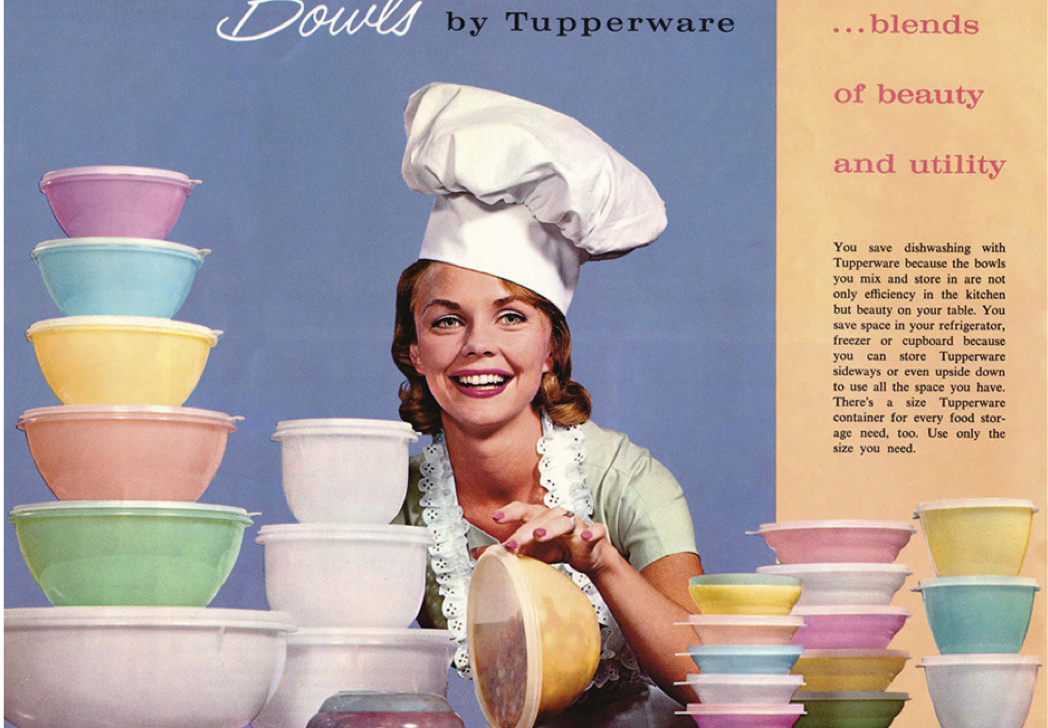 Bowls by Tupperware
...blends
of beauty
and utility
You save dishwashing with
Tupperware because the bowls
you mix and store in are not
only efficiency in the kitchen
but beauty on your table. You
save space in your refrigerator,
freezer or cupboard because
you can store Tupperware
sideways or even upside down
to use all the space you have.
There's a size Tupperware
container for every food stor-
age need, too. Use only the
size you need.